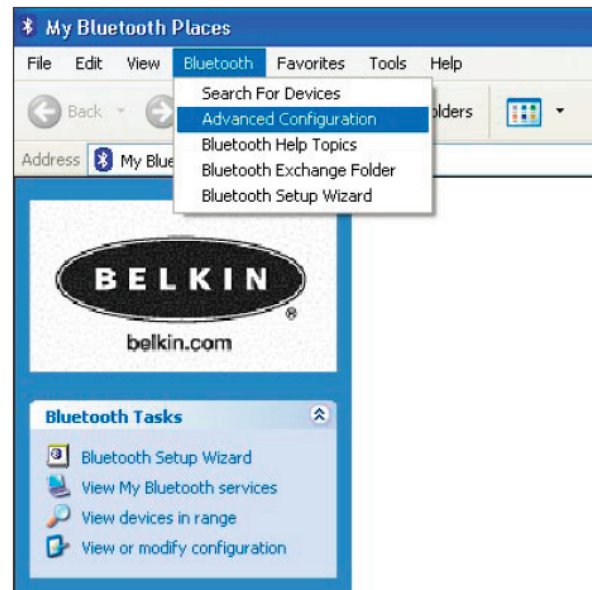 My Bluetooth Places
File Edit View Bluetooth Favorites Tools Help
Search For Devices
Back Advanced Configuration
Bluetooth Help Topics
Address My Blue Bluetooth Exchange Folder
Bluetooth Setup Wizard
BELKIN
®
belkin.com
Bluetooth Tasks
Bluetooth Setup Wizard
View My Bluetooth services
View devices in range
View or modify configuration